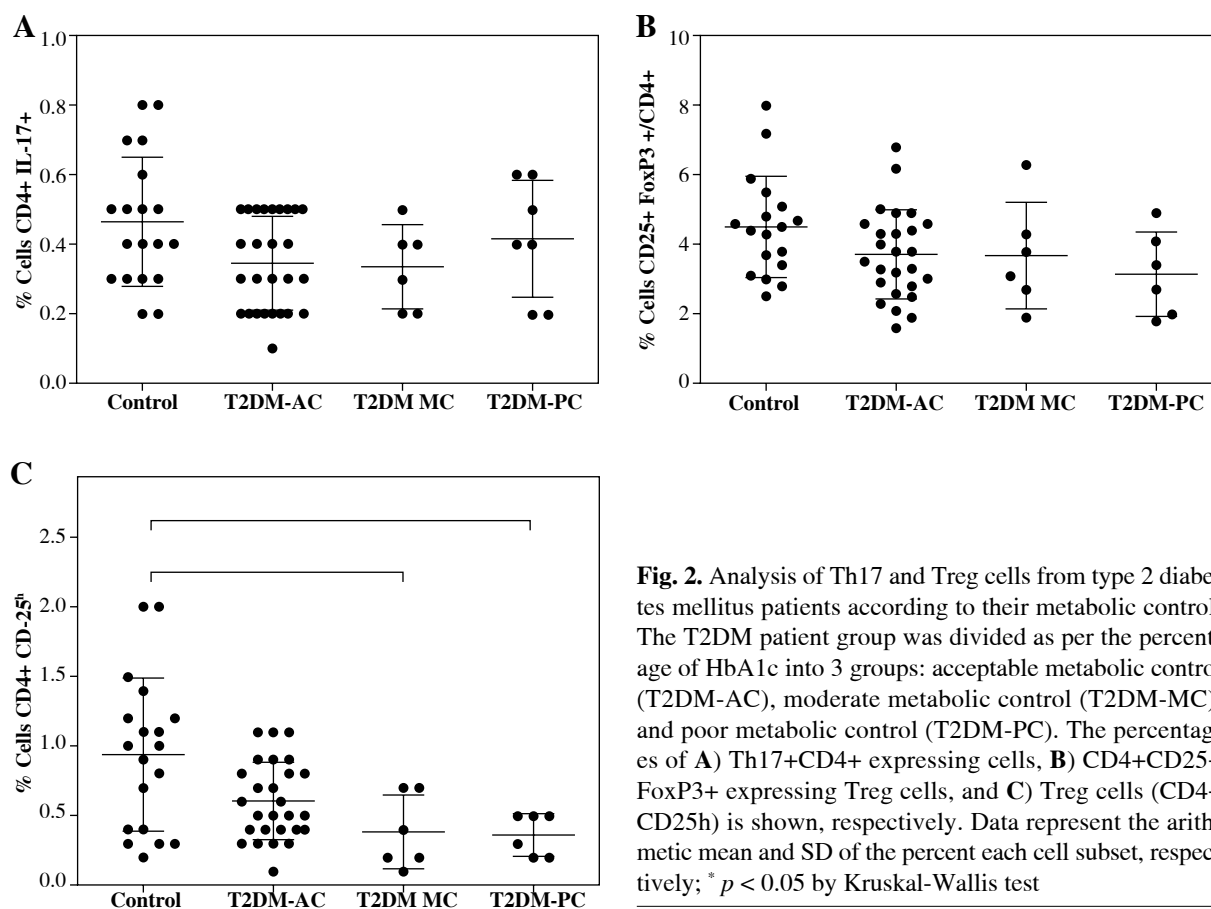 A
% Cells CD4+ IL-17+
1.0
0.8
0.6
0.4
0.2
0.0
Control T2DM-AC T2DM MC T2DM-PC
B
% Cells CD25+ FoxP3 +/CD4+
10
8
6
4
2
0
Control T2DM-AC T2DM MC T2DM-PC
C
% Cells CD4+ CD-25ʰ
2.5
2.0
1.5
1.0
0.5
0.0
Control T2DM-AC T2DM MC T2DM-PC
Fig. 2. Analysis of Th17 and Treg cells from type 2 diabe
tes mellitus patients according to their metabolic control
The T2DM patient group was divided as per the percent
age of HbA1c into 3 groups: acceptable metabolic contro
(T2DM-AC), moderate metabolic control (T2DM-MC)
and poor metabolic control (T2DM-PC). The percentag
es of A) Th17+CD4+ expressing cells, B) CD4+CD25-
FoxP3+ expressing Treg cells, and C) Treg cells (CD4-
CD25h) is shown, respectively. Data represent the arith
metic mean and SD of the percent each cell subset, respec
tively; * p < 0.05 by Kruskal-Wallis test